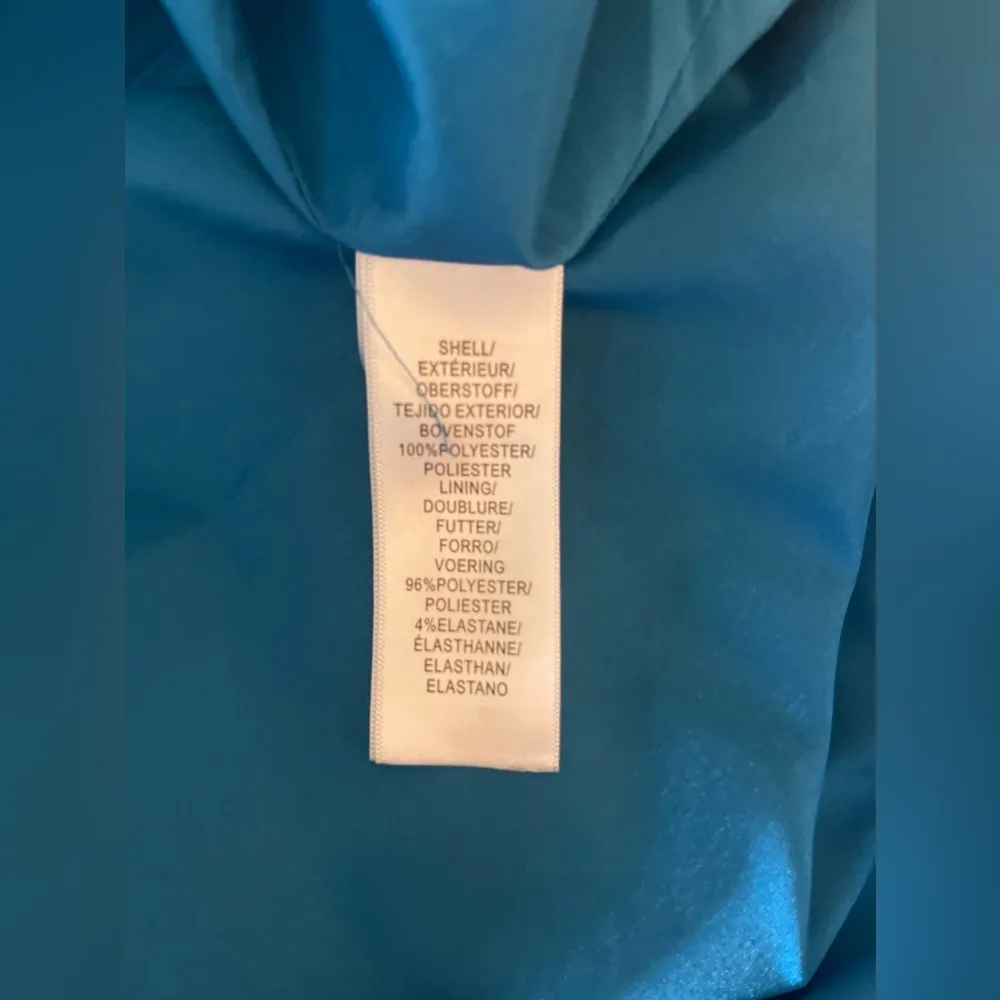 SHELL/
EXTÉRIEUR/
OBERSTOFF/
TEJIDO EXTERIOR/
BOVENSTOF
100%POLYESTER/
POLIESTER
LINING/
DOUBLURE/
FUTTER/
FORRO/
VOERING
96%POLYESTER/
POLIESTER
4%ELASTANE/
ÉLASTHANNE/
ELASTHAN/
ELASTANO